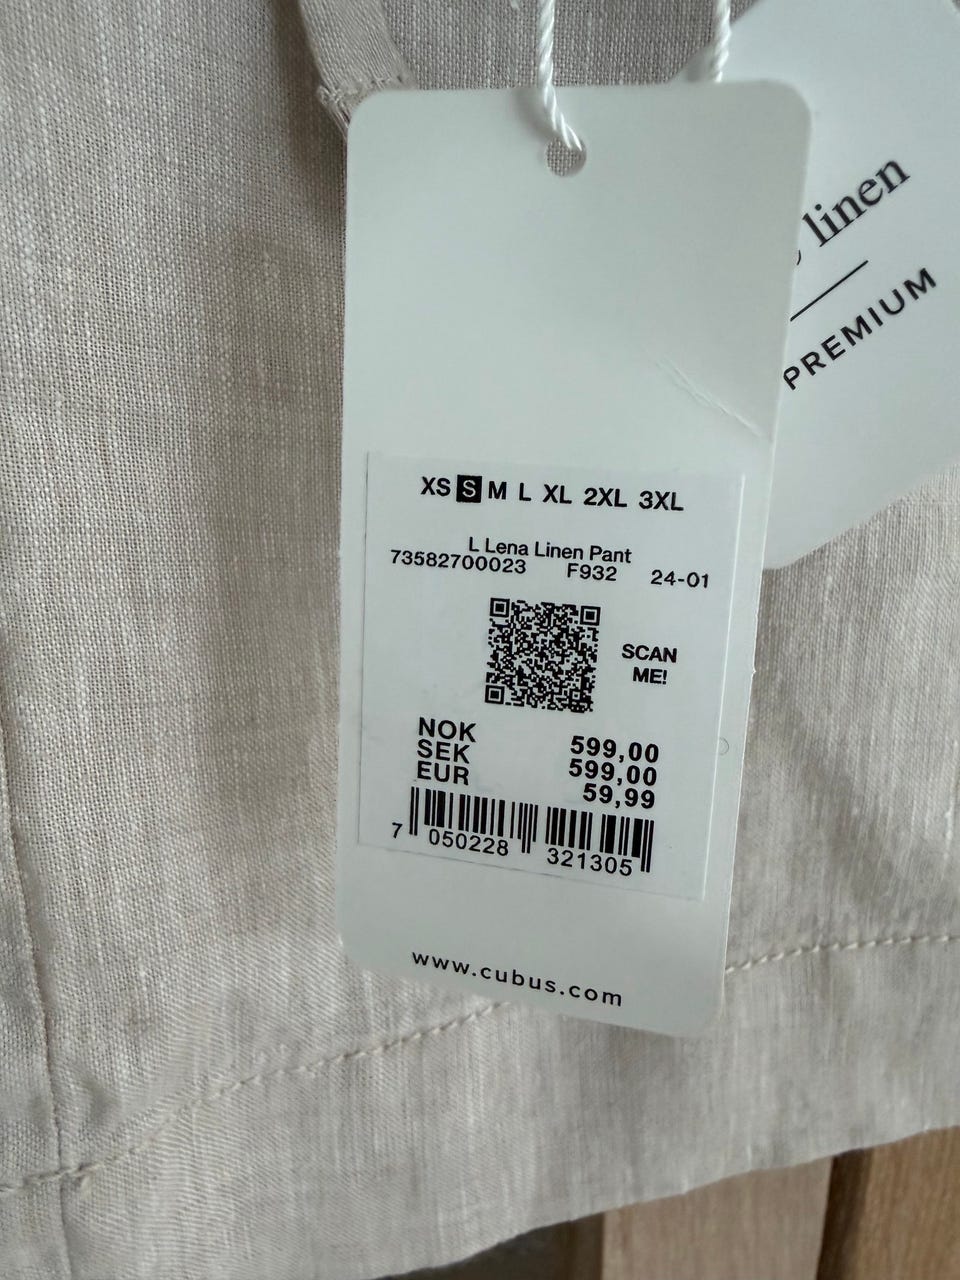 linen
PREMIUM
XS S M L XL 2XL 3XL
L Lena Linen Pant
73582700023 F932 24-01
SCAN
ME!
NOK 599,00
SEK 599,00
EUR 59,99
7 050228 321305
www.cubus.com